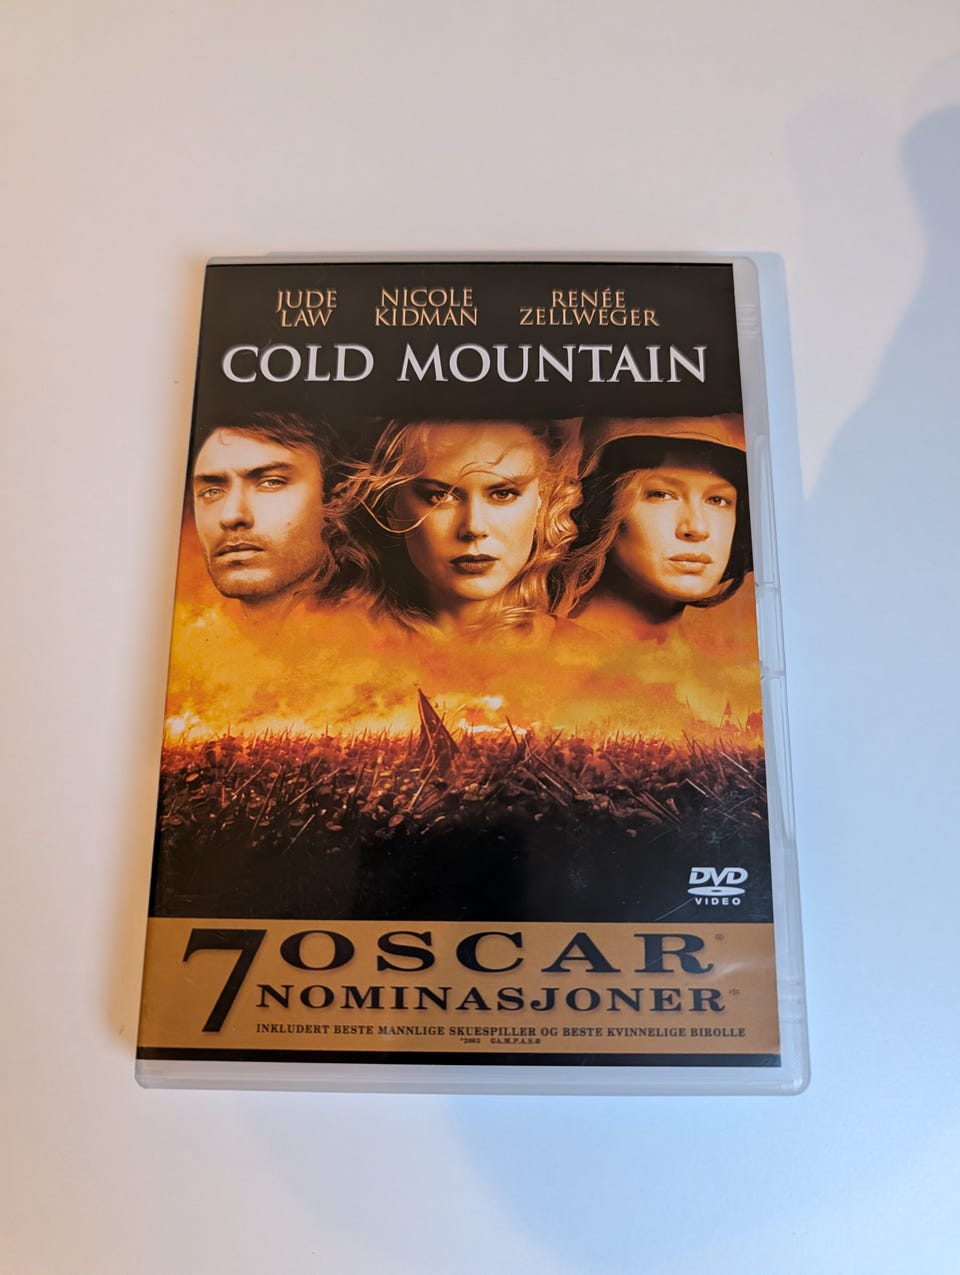 JUDE NICOLE RENÉE
LAW KIDMAN ZELLWEGER
COLD MOUNTAIN
DVD
VIDEO
7 OSCAR®
NOMINASJONER*
INKLUDERT BESTE MANNLIGE SKUESPILLER OG BESTE KVINNELIGE BIROLLE
*2003 ©A.M.P.A.S.®